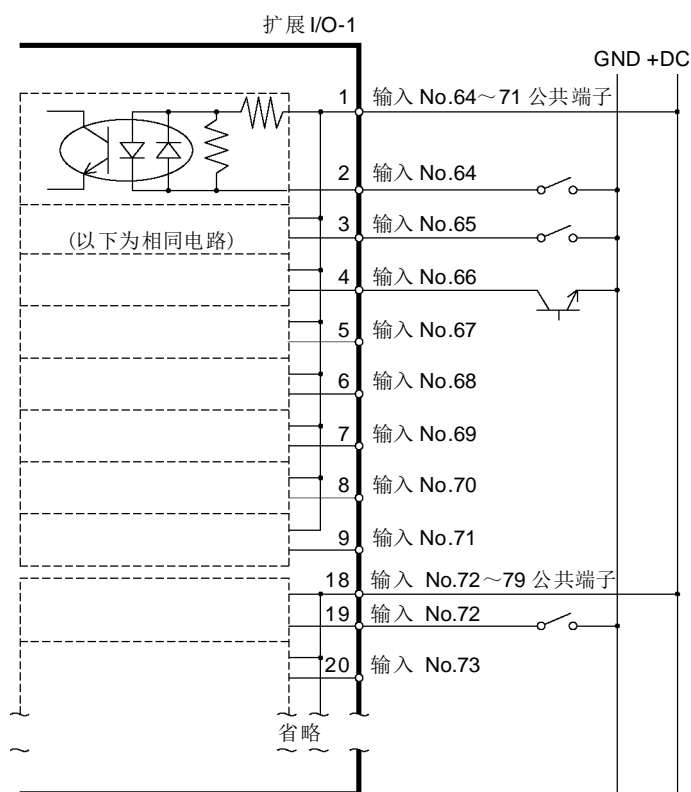 扩展 I/O-1
GND +DC
1 输入 No.64～71 公共端子
2 输入 No.64
3 输入 No.65
(以下为相同电路)
4 输入 No.66
5 输入 No.67
6 输入 No.68
7 输入 No.69
8 输入 No.70
9 输入 No.71
18 输入 No.72～79 公共端子
19 输入 No.72
20 输入 No.73
省略